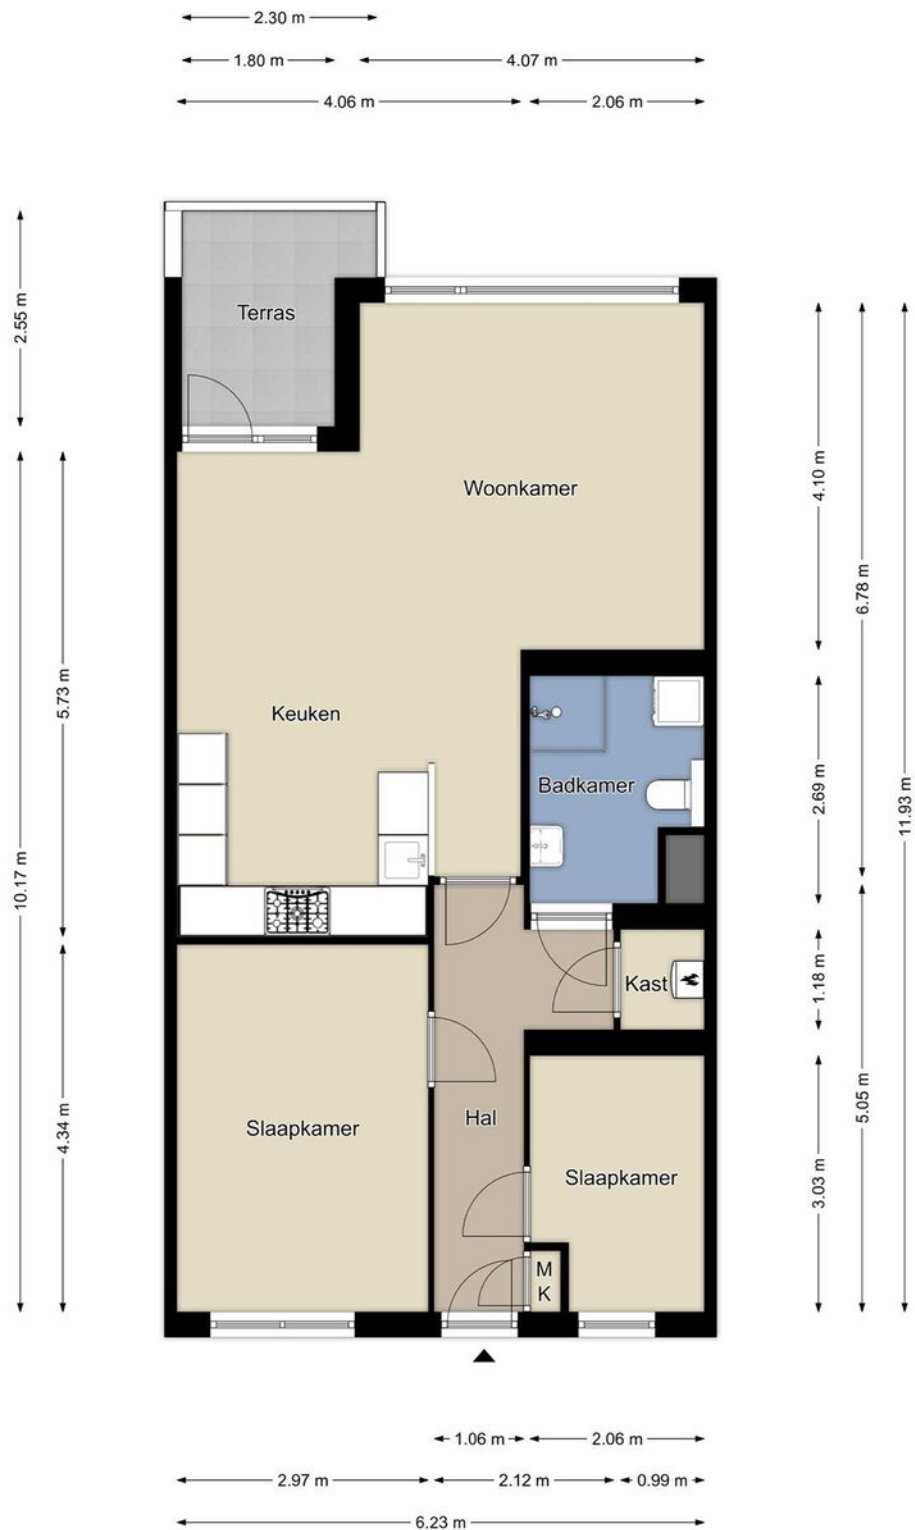 2.30 m
1.80 m
4.07 m
4.06 m
2.06 m
2.55 m
Terras
Woonkamer
4.10 m
6.78 m
5.73 m
Keuken
Badkamer
2.69 m
11.93 m
10.17 m
Kast
1.18 m
Slaapkamer
Hal
4.34 m
5.05 m
Slaapkamer
3.03 m
M
K
1.06 m
2.06 m
2.97 m
2.12 m
0.99 m
6.23 m